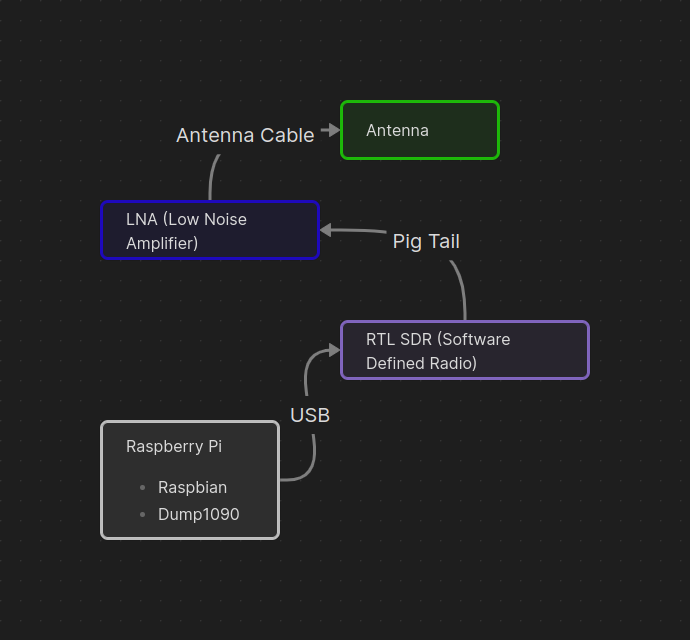 Antenna Cable
Antenna
LNA (Low Noise
Amplifier)
Pig Tail
RTL SDR (Software
Defined Radio)
USB
Raspberry Pi
Raspbian
Dump1090